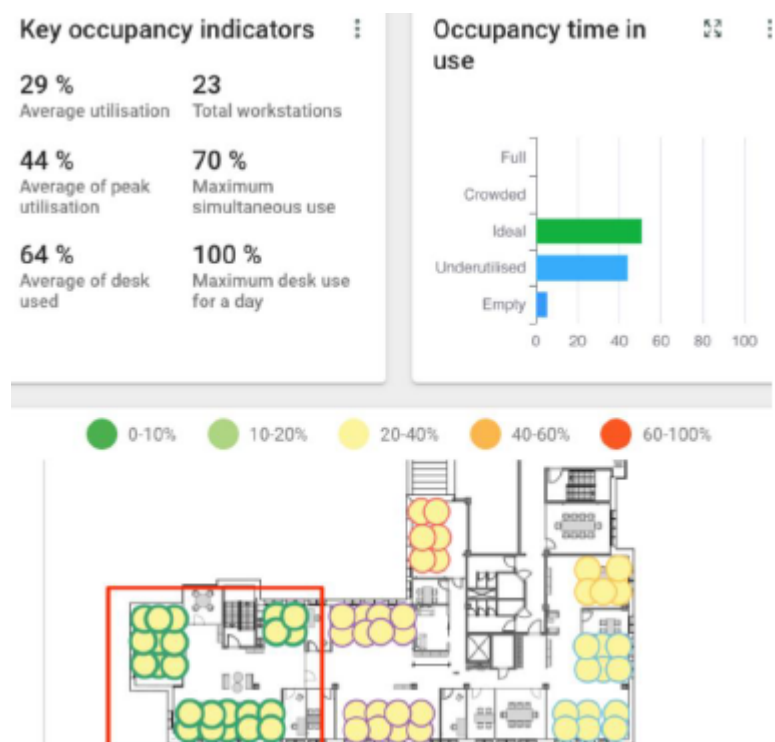 Key occupancy indicators
29 %
Average utilisation
23
Total workstations
44 %
Average of peak
utilisation
70 %
Maximum
simultaneous use
64 %
Average of desk
used
100 %
Maximum desk use
for a day
Occupancy time in
use
Full
Crowded
Ideal
Underutilised
Empty
0 20 40 60 80 100
0-10% 10-20% 20-40% 40-60% 60-100%